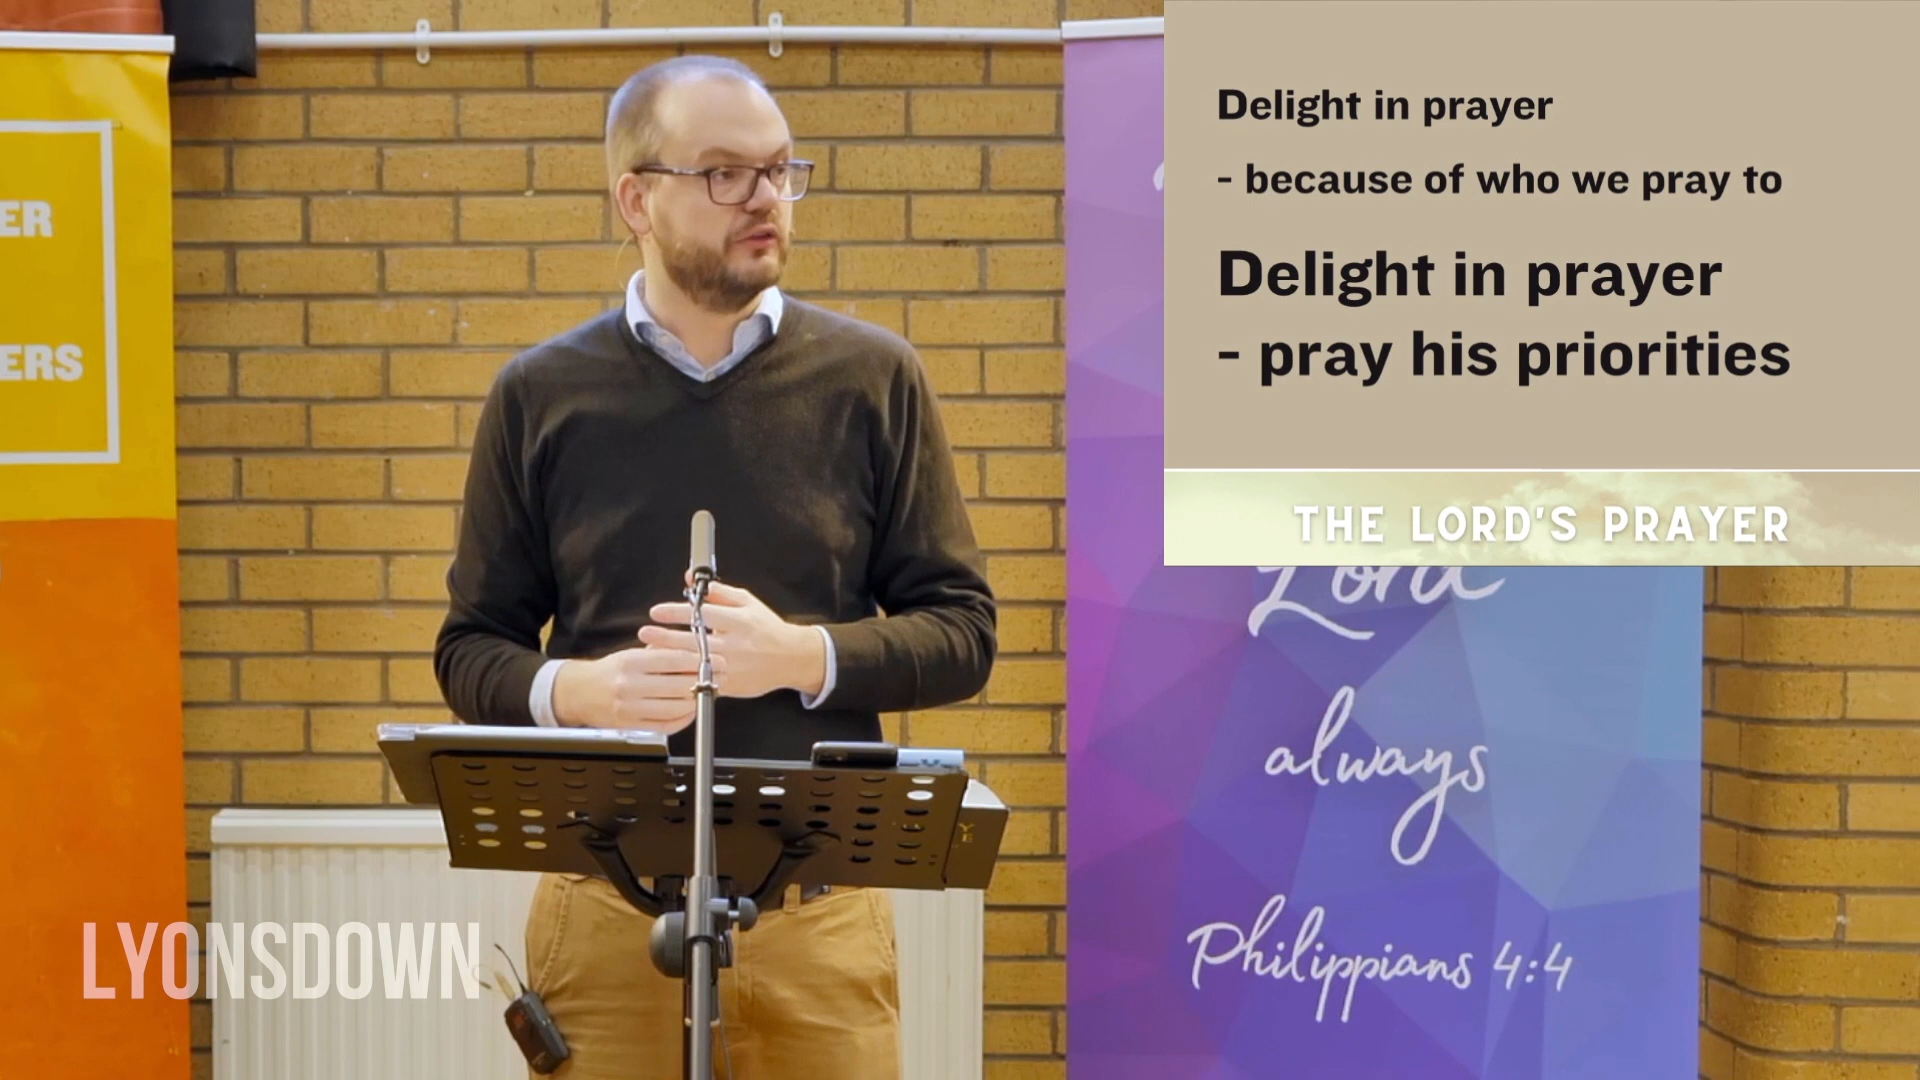 ER
ERS
Delight in prayer
- because of who we pray to
Delight in prayer
- pray his priorities
THE LORD'S PRAYER
Lord
always
Philippians 4:4
LYONSDOWN